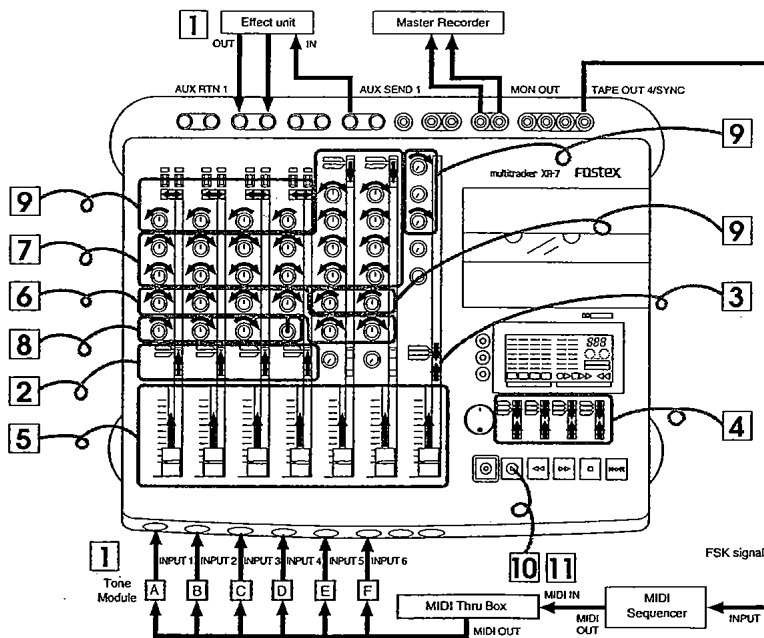 1
Effect unit
Master Recorder
OUT
IN
AUX RTN 1
AUX SEND 1
MON OUT
TAPE OUT 4/SYNC
9
multitracker XR-7 Fostex
9
7
9
6
3
8
888
2
5
4
10 11
1
INPUT 1
INPUT 2
INPUT 3
INPUT 4
INPUT 5
INPUT 6
FSK signal
Tone
Module
A
B
C
D
E
F
MIDI Thru Box
MIDI IN
MIDI
OUT
MIDI
Sequencer
INPUT
MIDI OUT